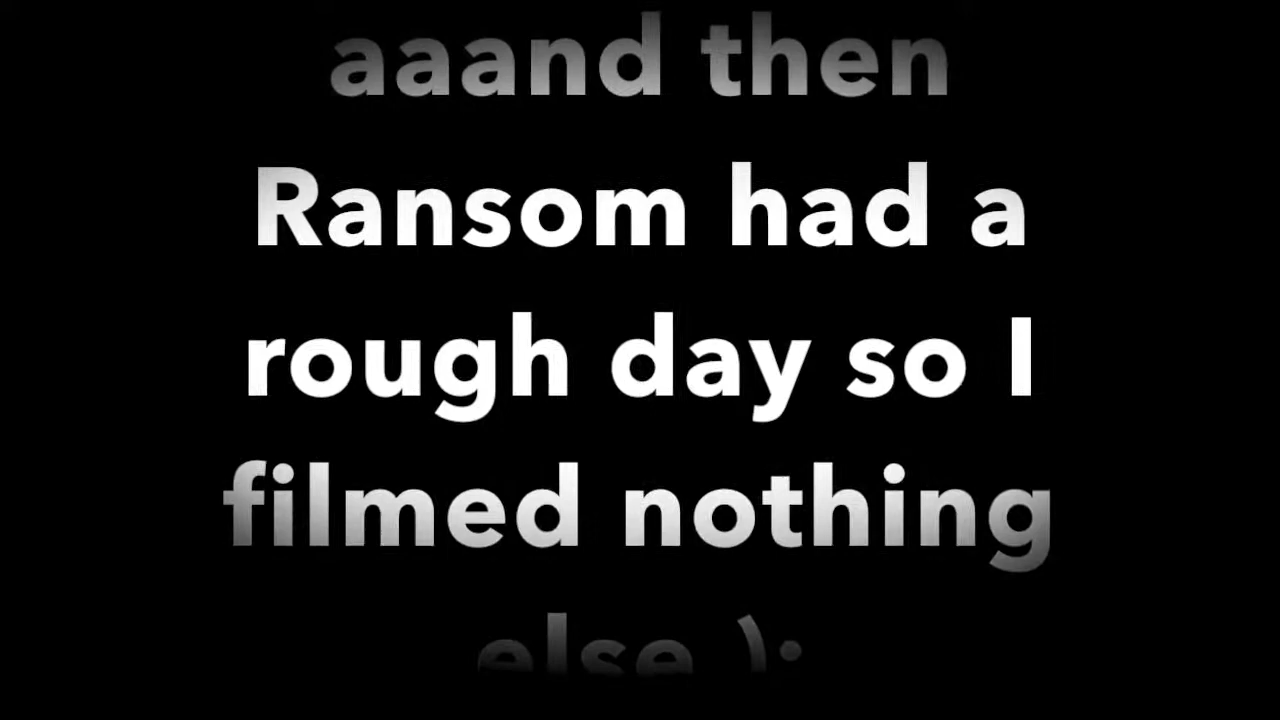 aaand then
Ransom had a
rough day so I
filmed nothing
else ):